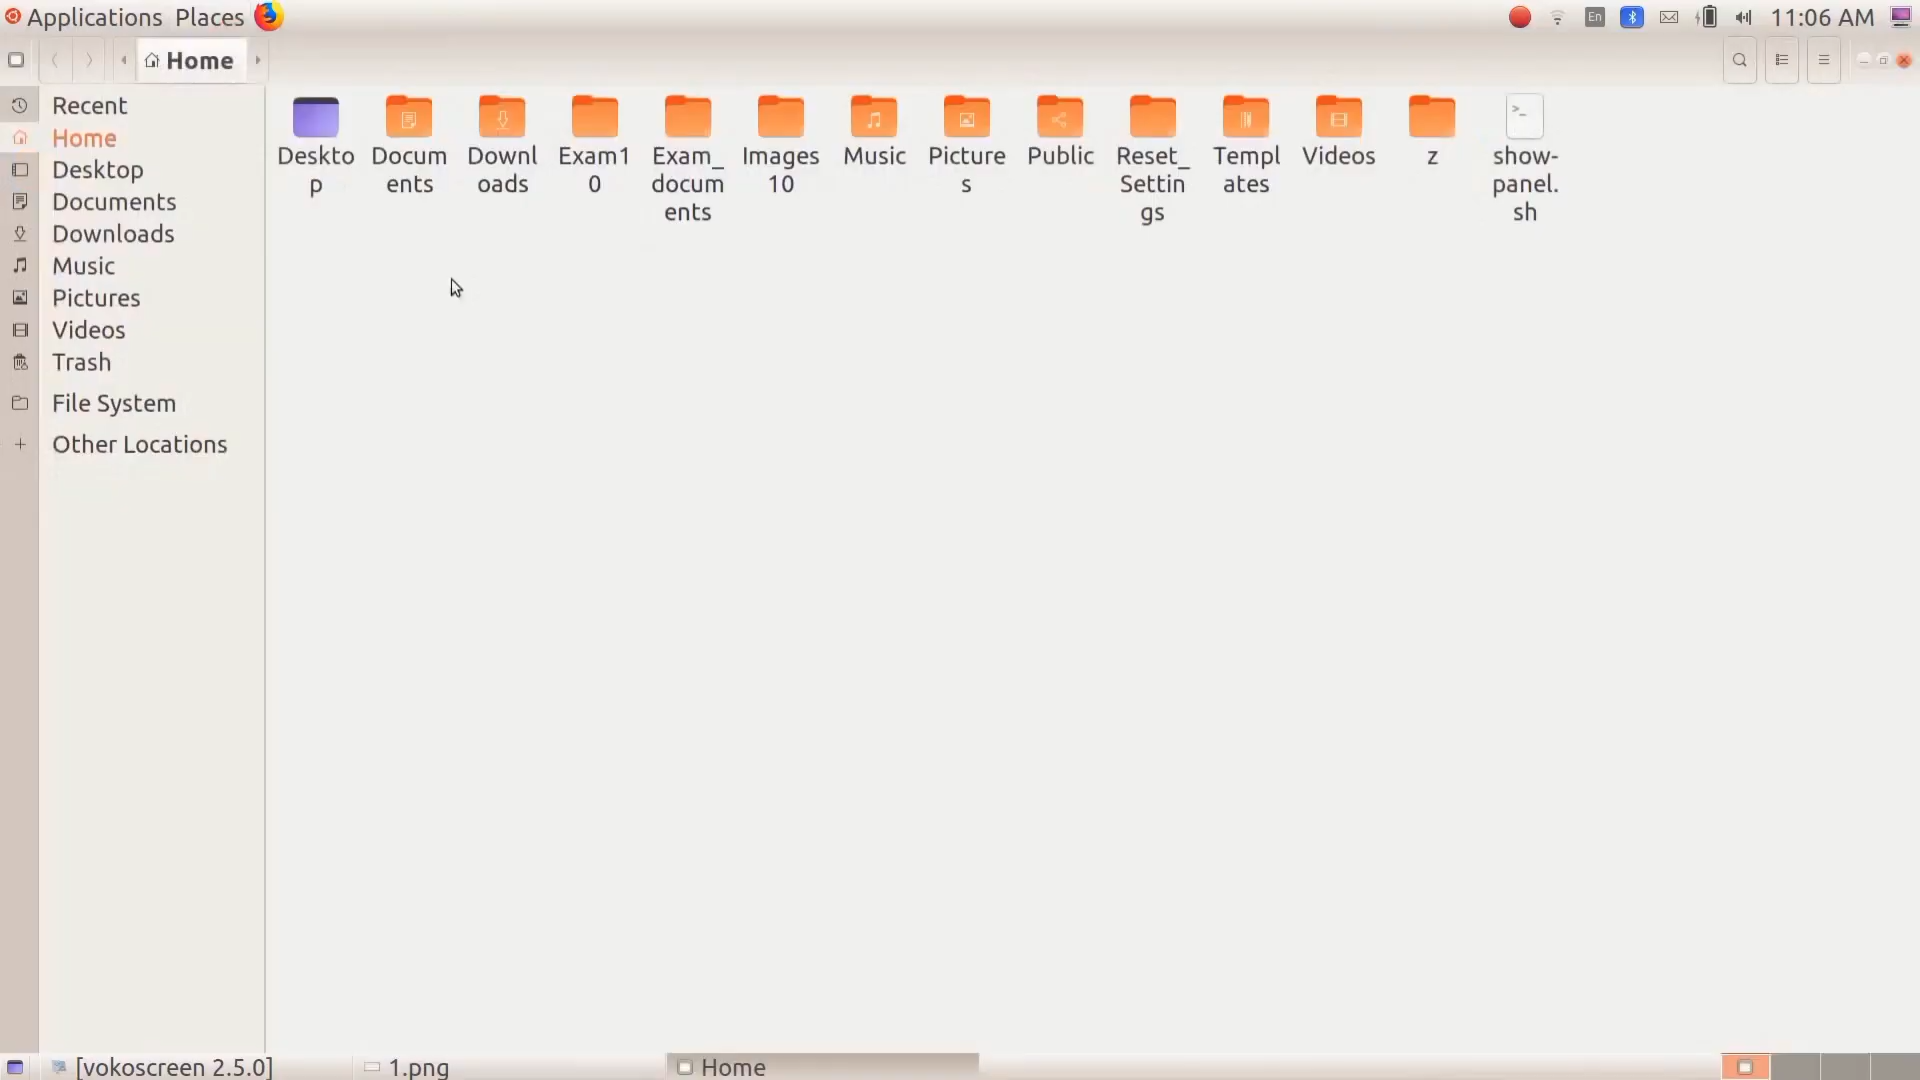 Applications Places
En
11:06 AM
Home
Recent
Home
Desktop
Documents
Downloads
Music
Pictures
Videos
Trash
File System
Other Locations
Deskto
p
Docum
ents
Downl
oads
Exam1
0
Exam_
docum
ents
Images
10
Music
Picture
s
Public
Reset_
Settin
gs
Templ
ates
Videos
z
>_
show-
panel.
sh
[vokoscreen 2.5.0]
1.png
Home